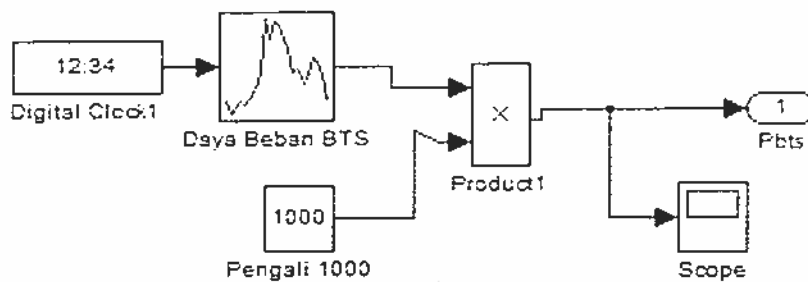 12:34
Digital Clock1
Daya Beban BTS
×
Product1
1000
Pengali 1000
1
Pbts
Scope